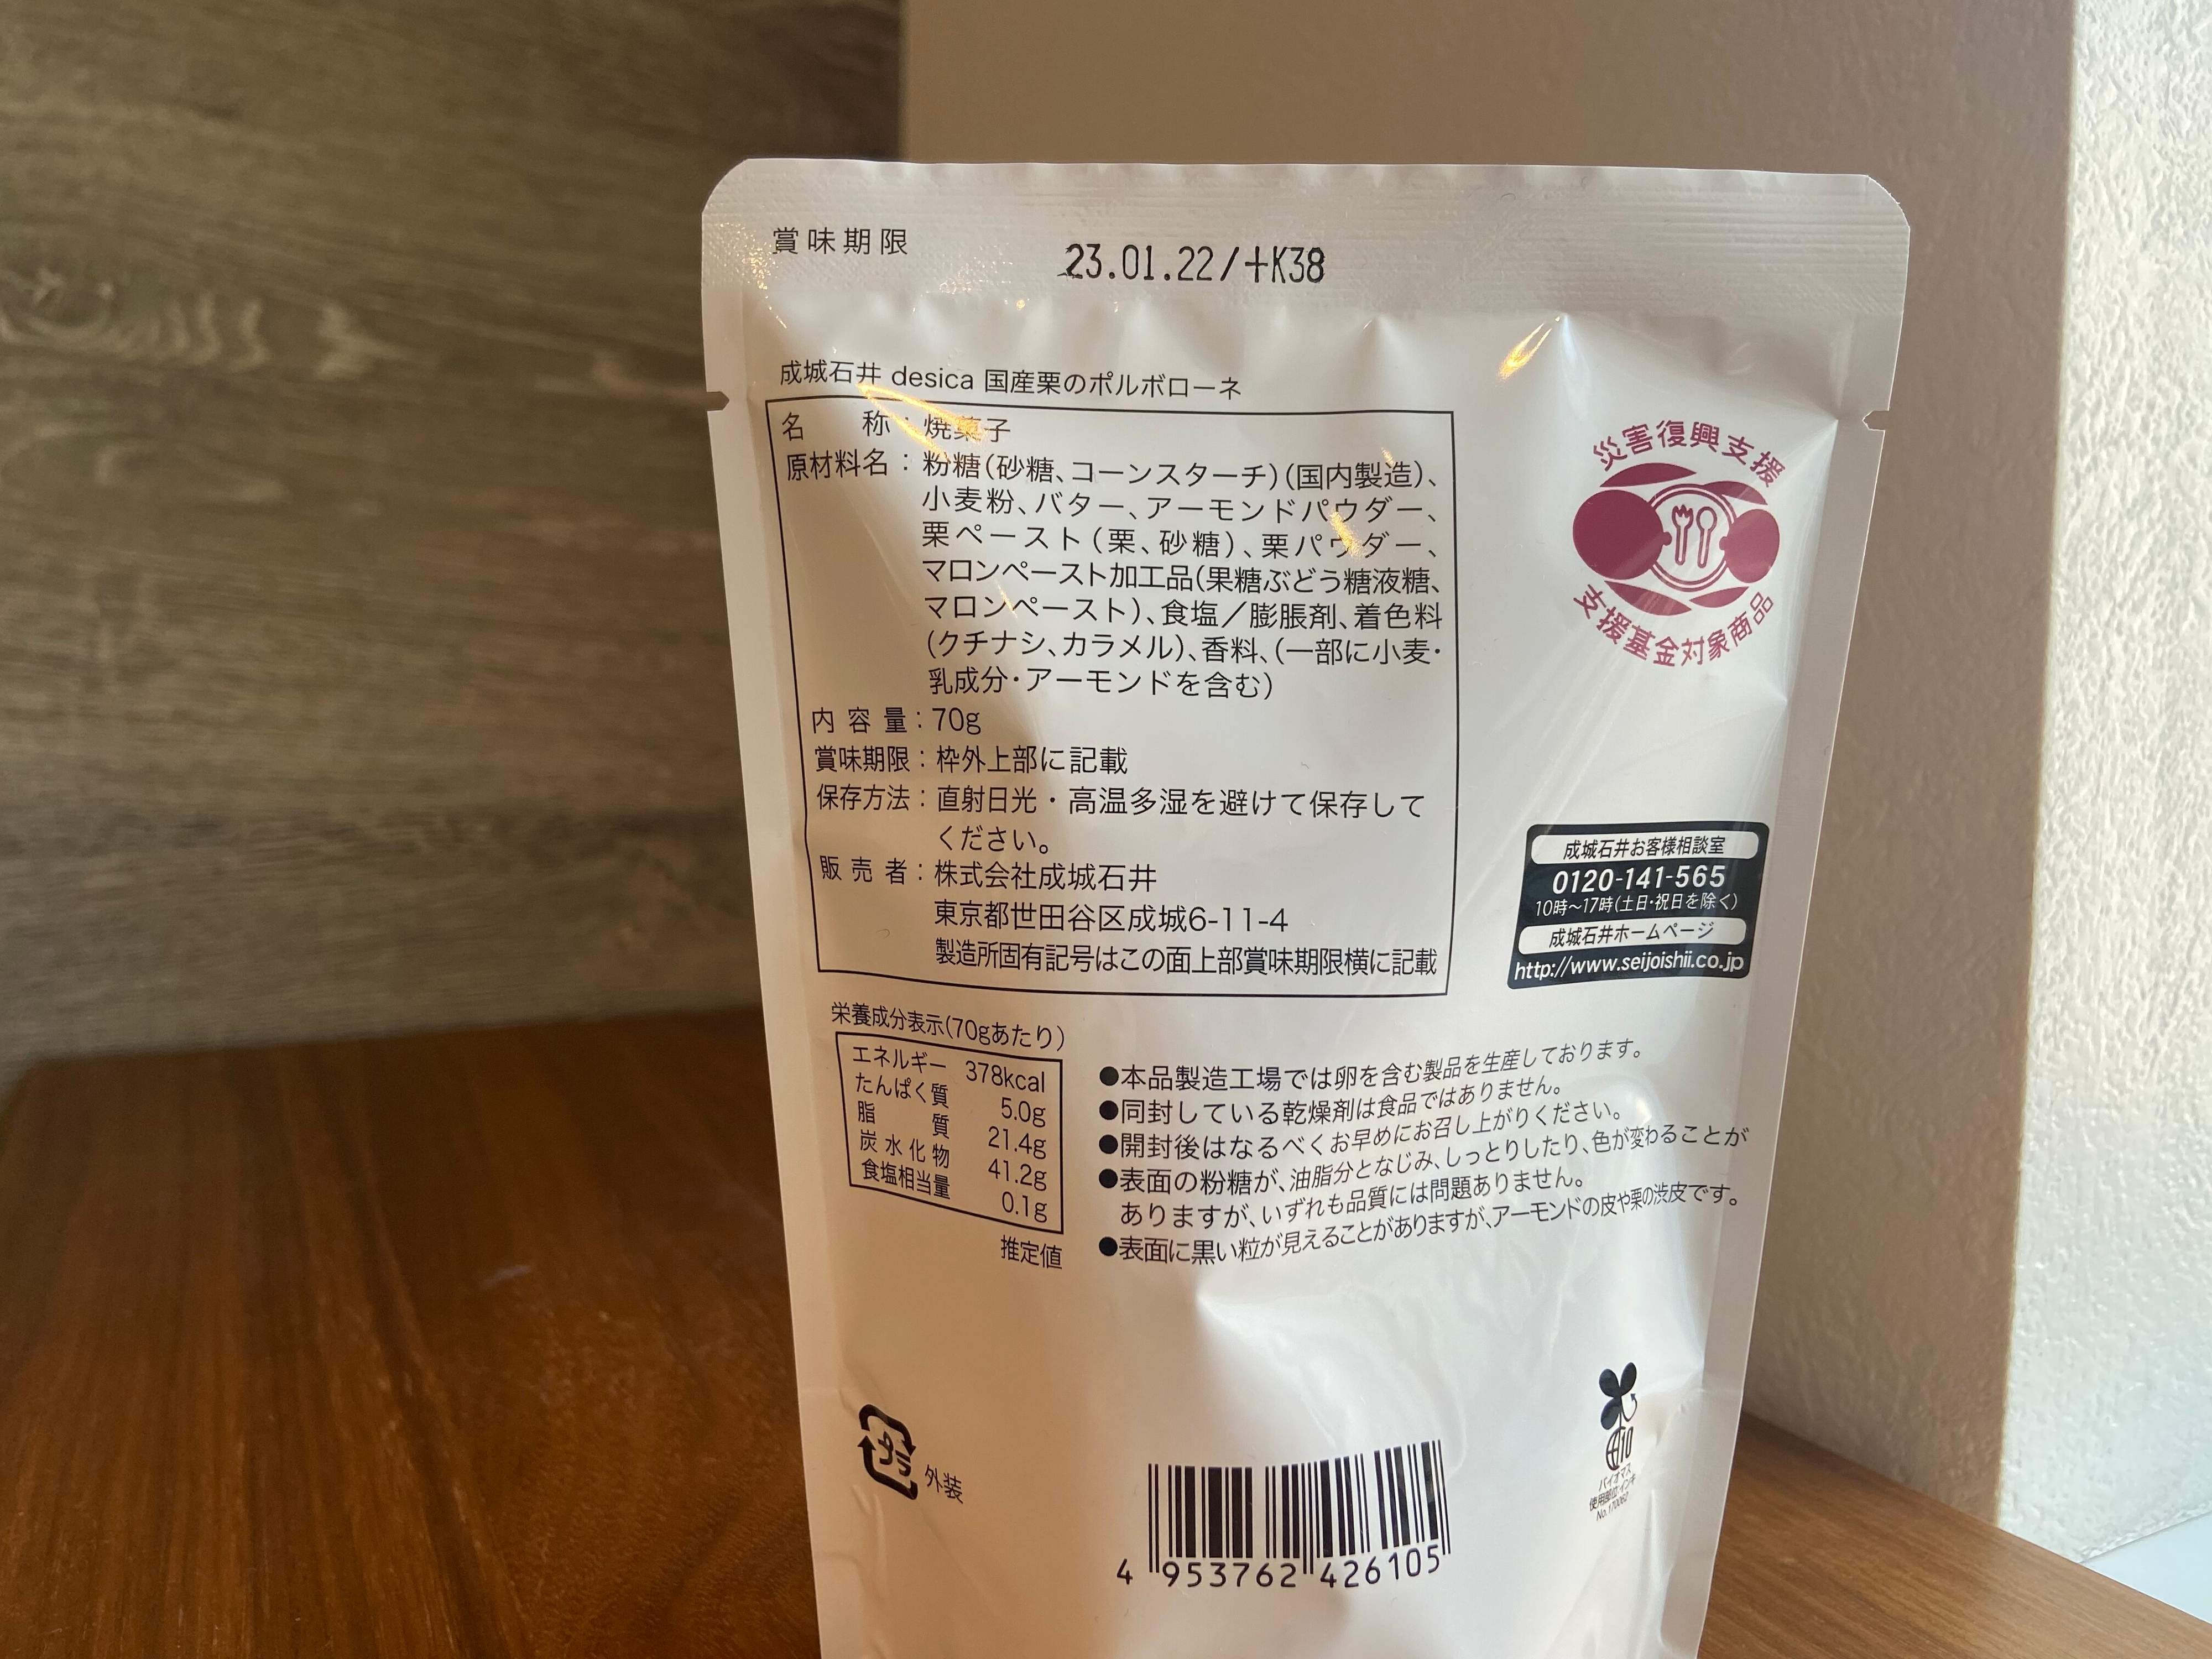 賞味期限 23.01.22/+K38
成城石井 desica 国産栗のポルボローネ
名称:焼菓子
原材料名:粉糖(砂糖、コーンスターチ)(国内製造)、
小麦粉、バター、アーモンドパウダー、
栗ペースト(栗、砂糖)、栗パウダー、
マロンペースト加工品(果糖ぶどう糖液糖、
マロンペースト)、食塩/膨脹剤、着色料
(クチナシ、カラメル)、香料、(一部に小麦・
乳成分・アーモンドを含む)
内容量:70g
賞味期限:枠外上部に記載
保存方法:直射日光・高温多湿を避けて保存して
ください。
販売者:株式会社成城石井
東京都世田谷区成城6-11-4
製造所固有記号はこの面上部賞味期限横に記載
災害復興支援
支援基金対象商品
成城石井お客様相談室
0120-141-565
10時~17時(土日・祝日を除く)
成城石井ホームページ
http://www.seijoishii.co.jp
栄養成分表示(70gあたり)
エネルギー 378kcal
たんぱく質 5.0g
脂質 21.4g
炭水化物 41.2g
食塩相当量 0.1g
推定値
●本品製造工場では卵を含む製品を生産しております。
●同封している乾燥剤は食品ではありません。
●開封後はなるべくお早めにお召し上がりください。
●表面の粉糖が、油脂分となじみ、しっとりしたり、色が変わることが
ありますが、いずれも品質には問題ありません。
●表面に黒い粒が見えることがありますが、アーモンドの皮や栗の渋皮です。
プラ
外装
バイオマス
使用部位:インキ
No.170062
4 953762 426105